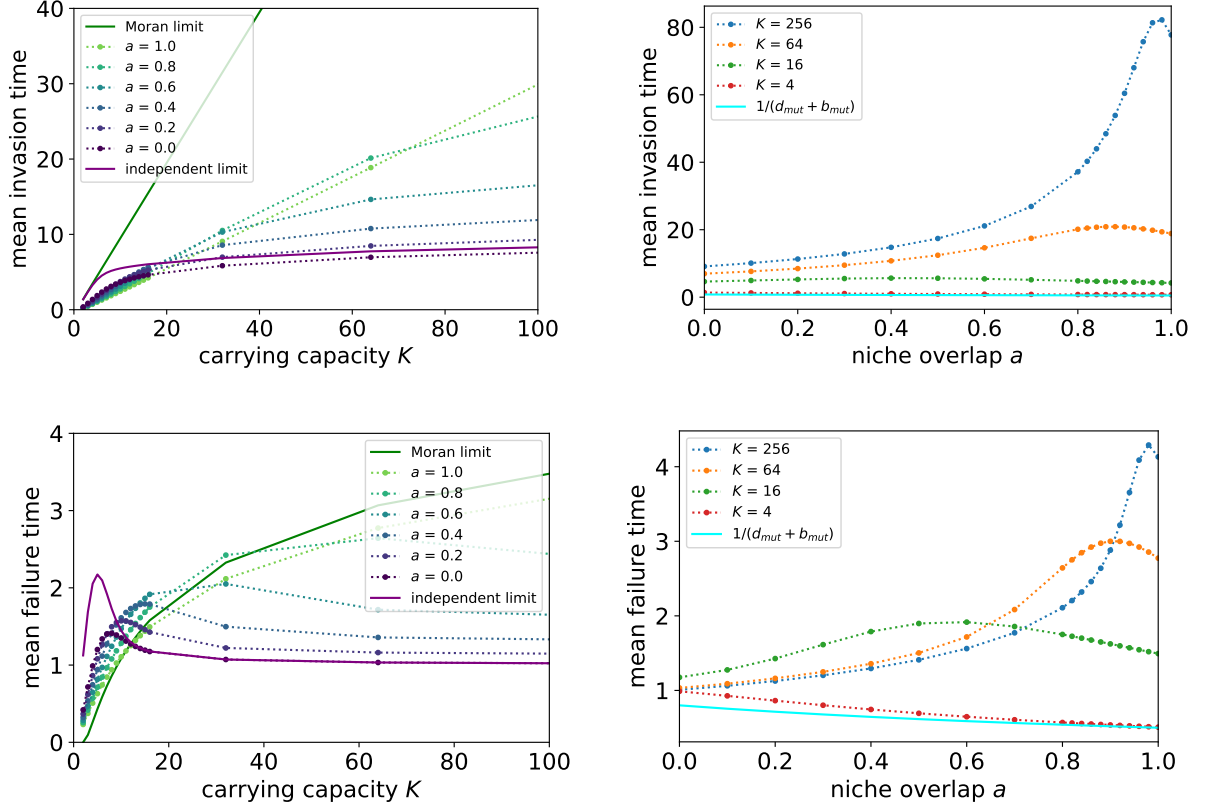 40
30
20
10
0
mean invasion time
Moran limit
a = 1.0
a = 0.8
a = 0.6
a = 0.4
a = 0.2
a = 0.0
independent limit
0 20 40 60 80 100
carrying capacity K
80
60
40
20
0
mean invasion time
K = 256
K = 64
K = 16
K = 4
1/(d_mut + b_mut)
0.0 0.2 0.4 0.6 0.8 1.0
niche overlap a
4
3
2
1
0
mean failure time
Moran limit
a = 1.0
a = 0.8
a = 0.6
a = 0.4
a = 0.2
a = 0.0
independent limit
0 20 40 60 80 100
carrying capacity K
4
3
2
1
mean failure time
K = 256
K = 64
K = 16
K = 4
1/(d_mut + b_mut)
0.0 0.2 0.4 0.6 0.8 1.0
niche overlap a